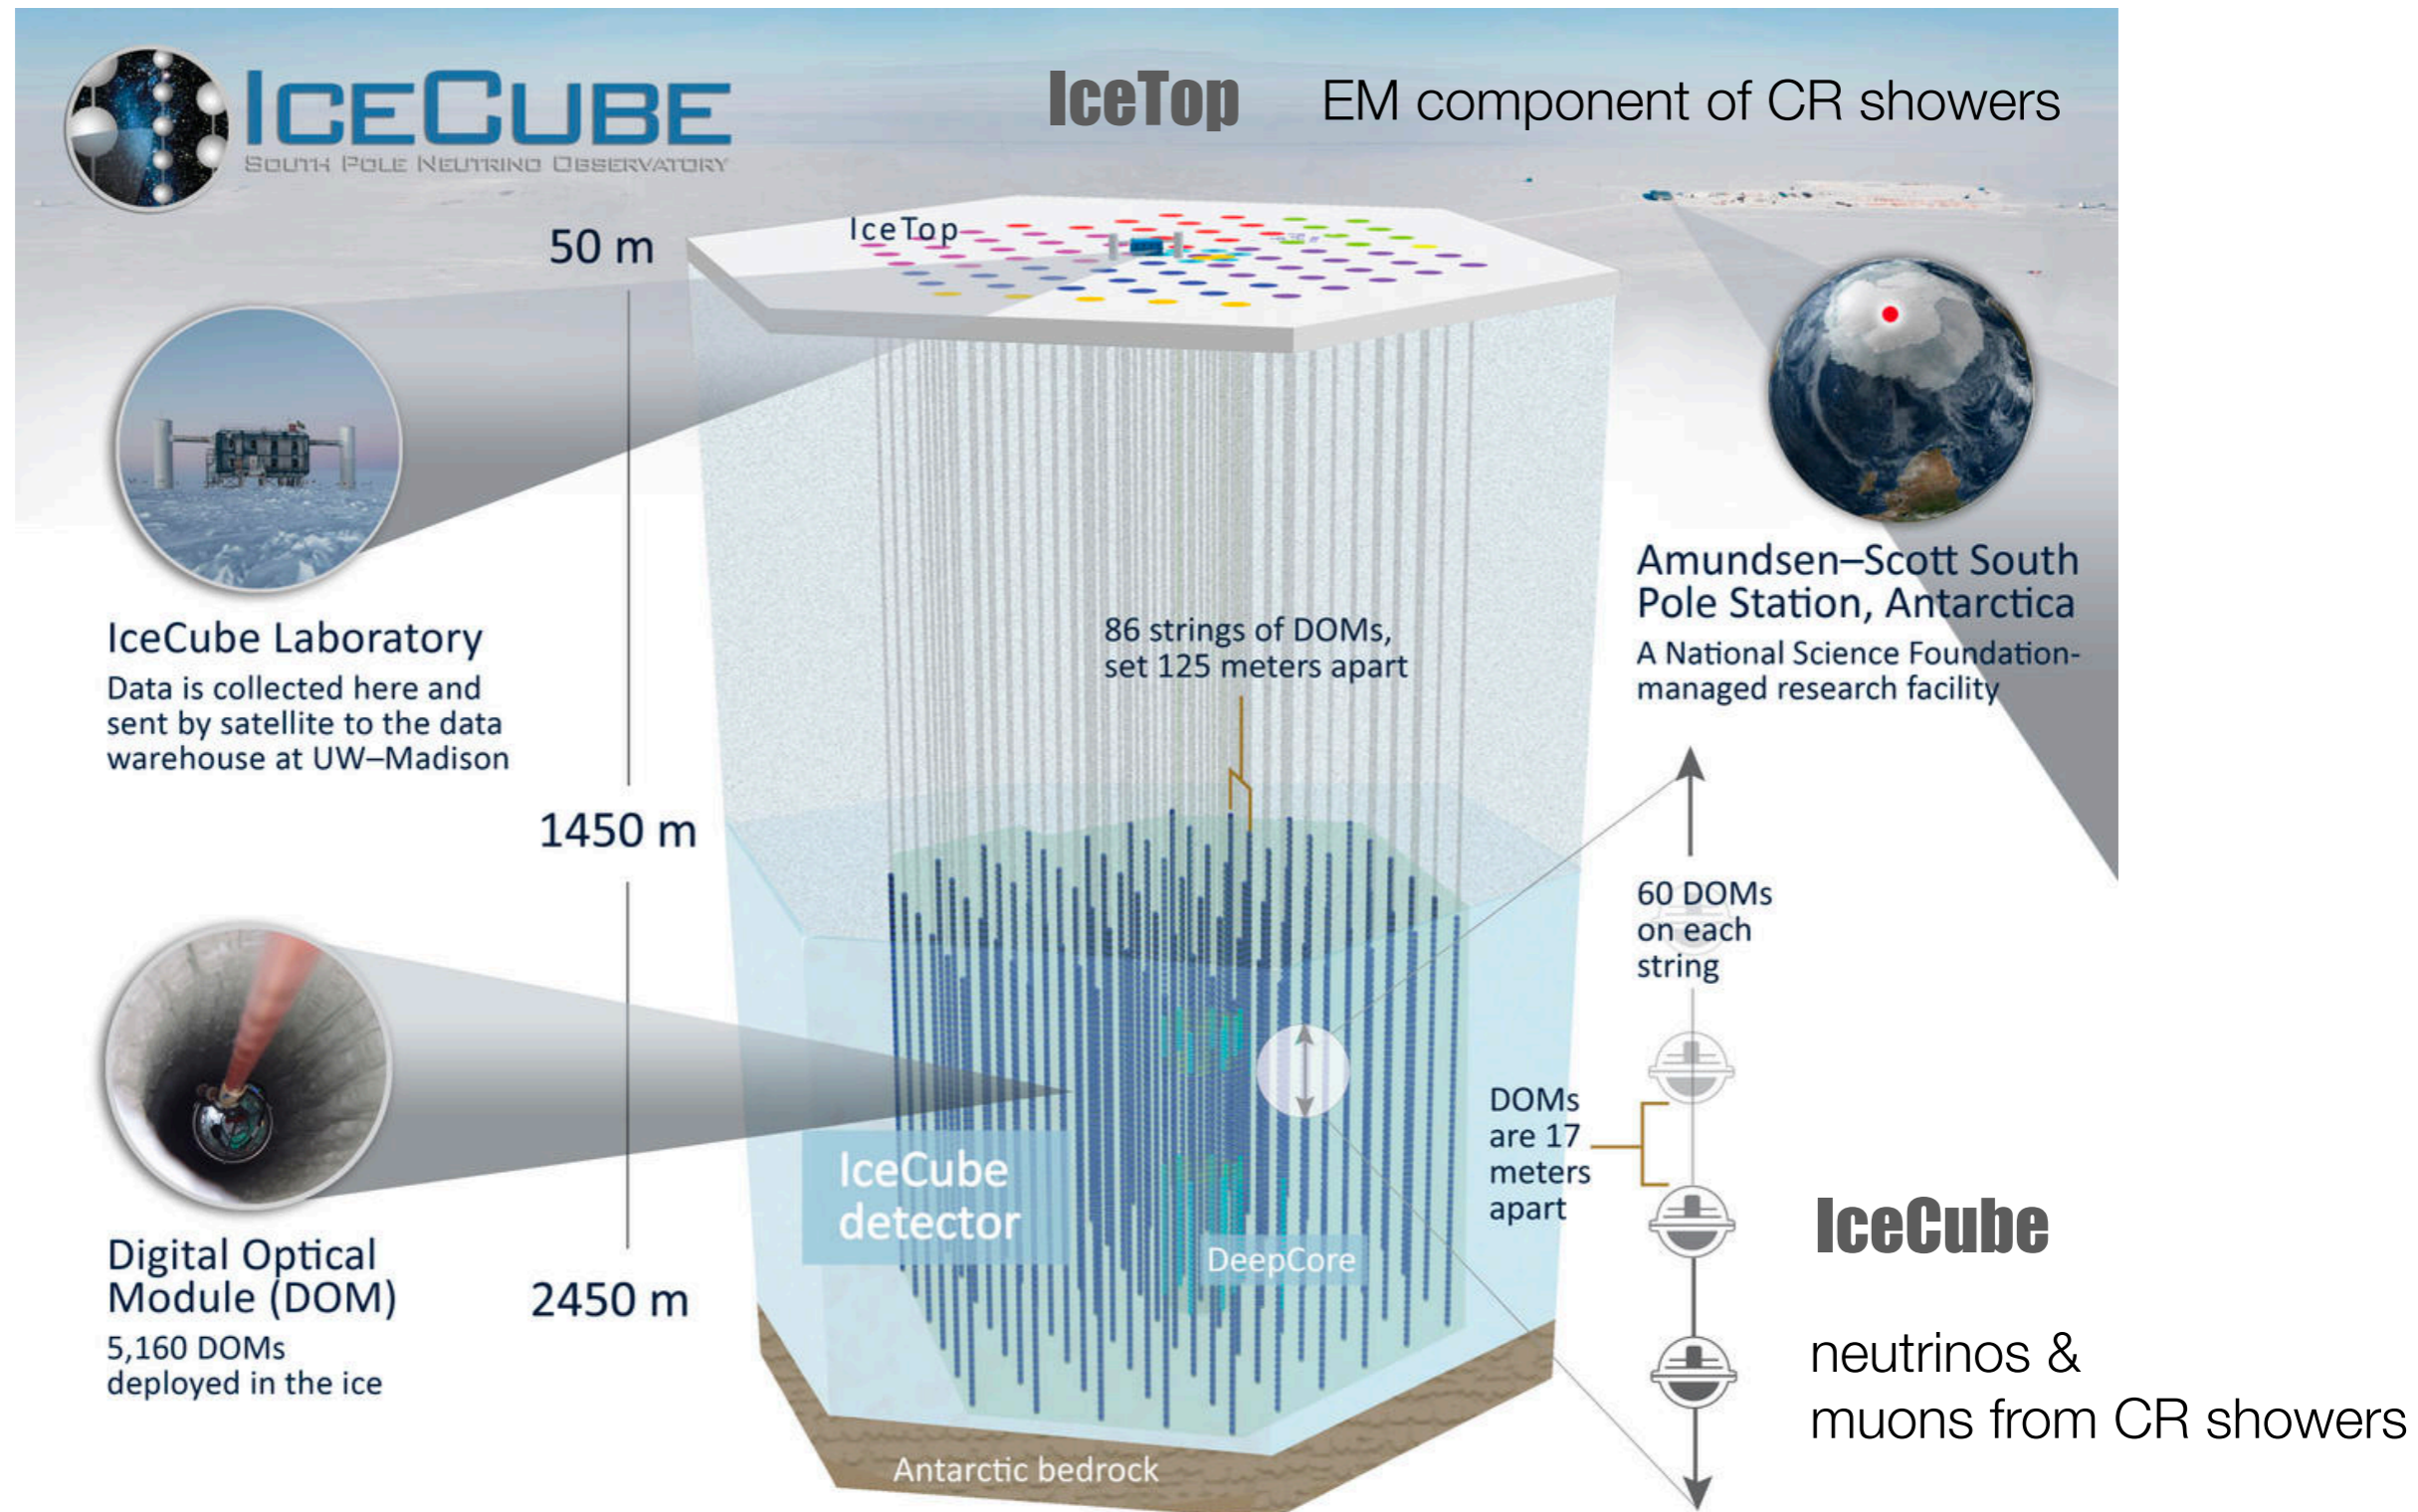 ICECUBE
SOUTH POLE NEUTRINO OBSERVATORY
IceTop EM component of CR showers
IceTop
50 m
IceCube Laboratory
Data is collected here and
sent by satellite to the data
warehouse at UW–Madison
Amundsen–Scott South
Pole Station, Antarctica
A National Science Foundation-
managed research facility
86 strings of DOMs,
set 125 meters apart
1450 m
60 DOMs
on each
string
DOMs
are 17
meters
apart
IceCube
detector
DeepCore
Digital Optical
Module (DOM)
5,160 DOMs
deployed in the ice
2450 m
IceCube
neutrinos &
muons from CR showers
Antarctic bedrock